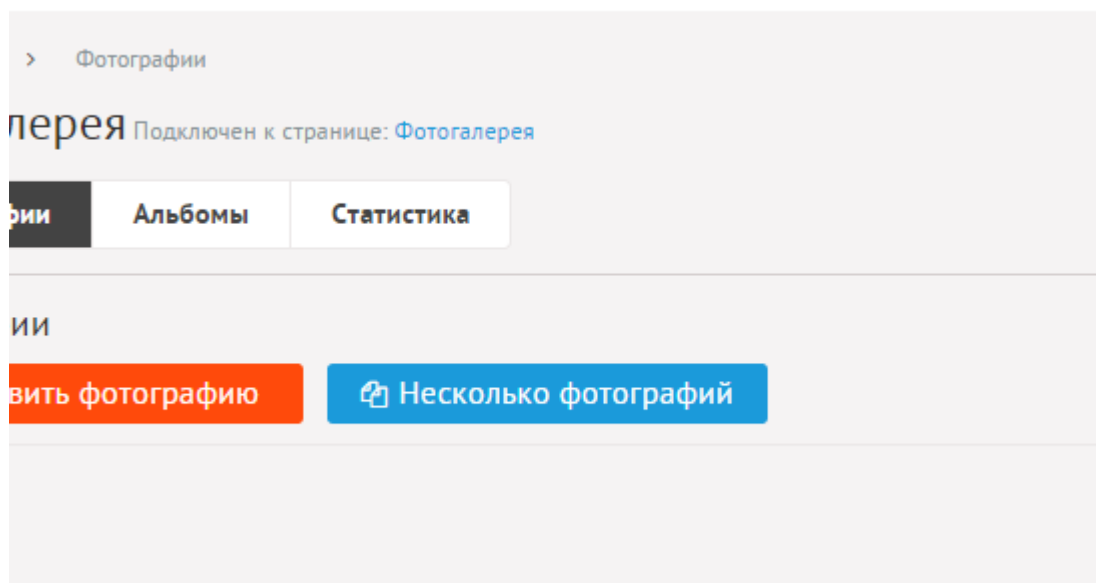 > Фотографии
лерея Подключен к странице: Фотогалерея
фии Альбомы Статистика
ии
вить фотографию Несколько фотографий